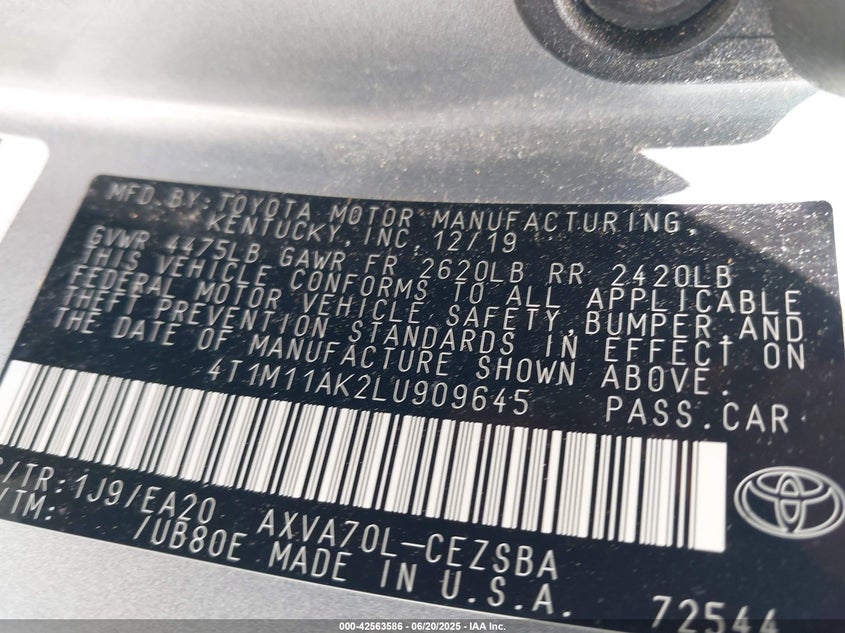 MFD.BY:TOYOTA MOTOR MANUFACTURING,
KENTUCKY,INC. 12/19
GVWR 4475LB GAWR FR 2620LB RR 2420LB
THIS VEHICLE CONFORMS TO ALL APPLICABLE
FEDERAL MOTOR VEHICLE SAFETY,BUMPER,AND
THEFT PREVENTION STANDARDS IN EFFECT ON
THE DATE OF MANUFACTURE SHOWN ABOVE.
4T1M11AK2LU909645 PASS.CAR
/TR:1J9/EA20 AXVA70L-CEZSBA
/TM: /UB80E MADE IN U.S.A. 72544
000-42563586 - 06/20/2025 - IAA Inc.